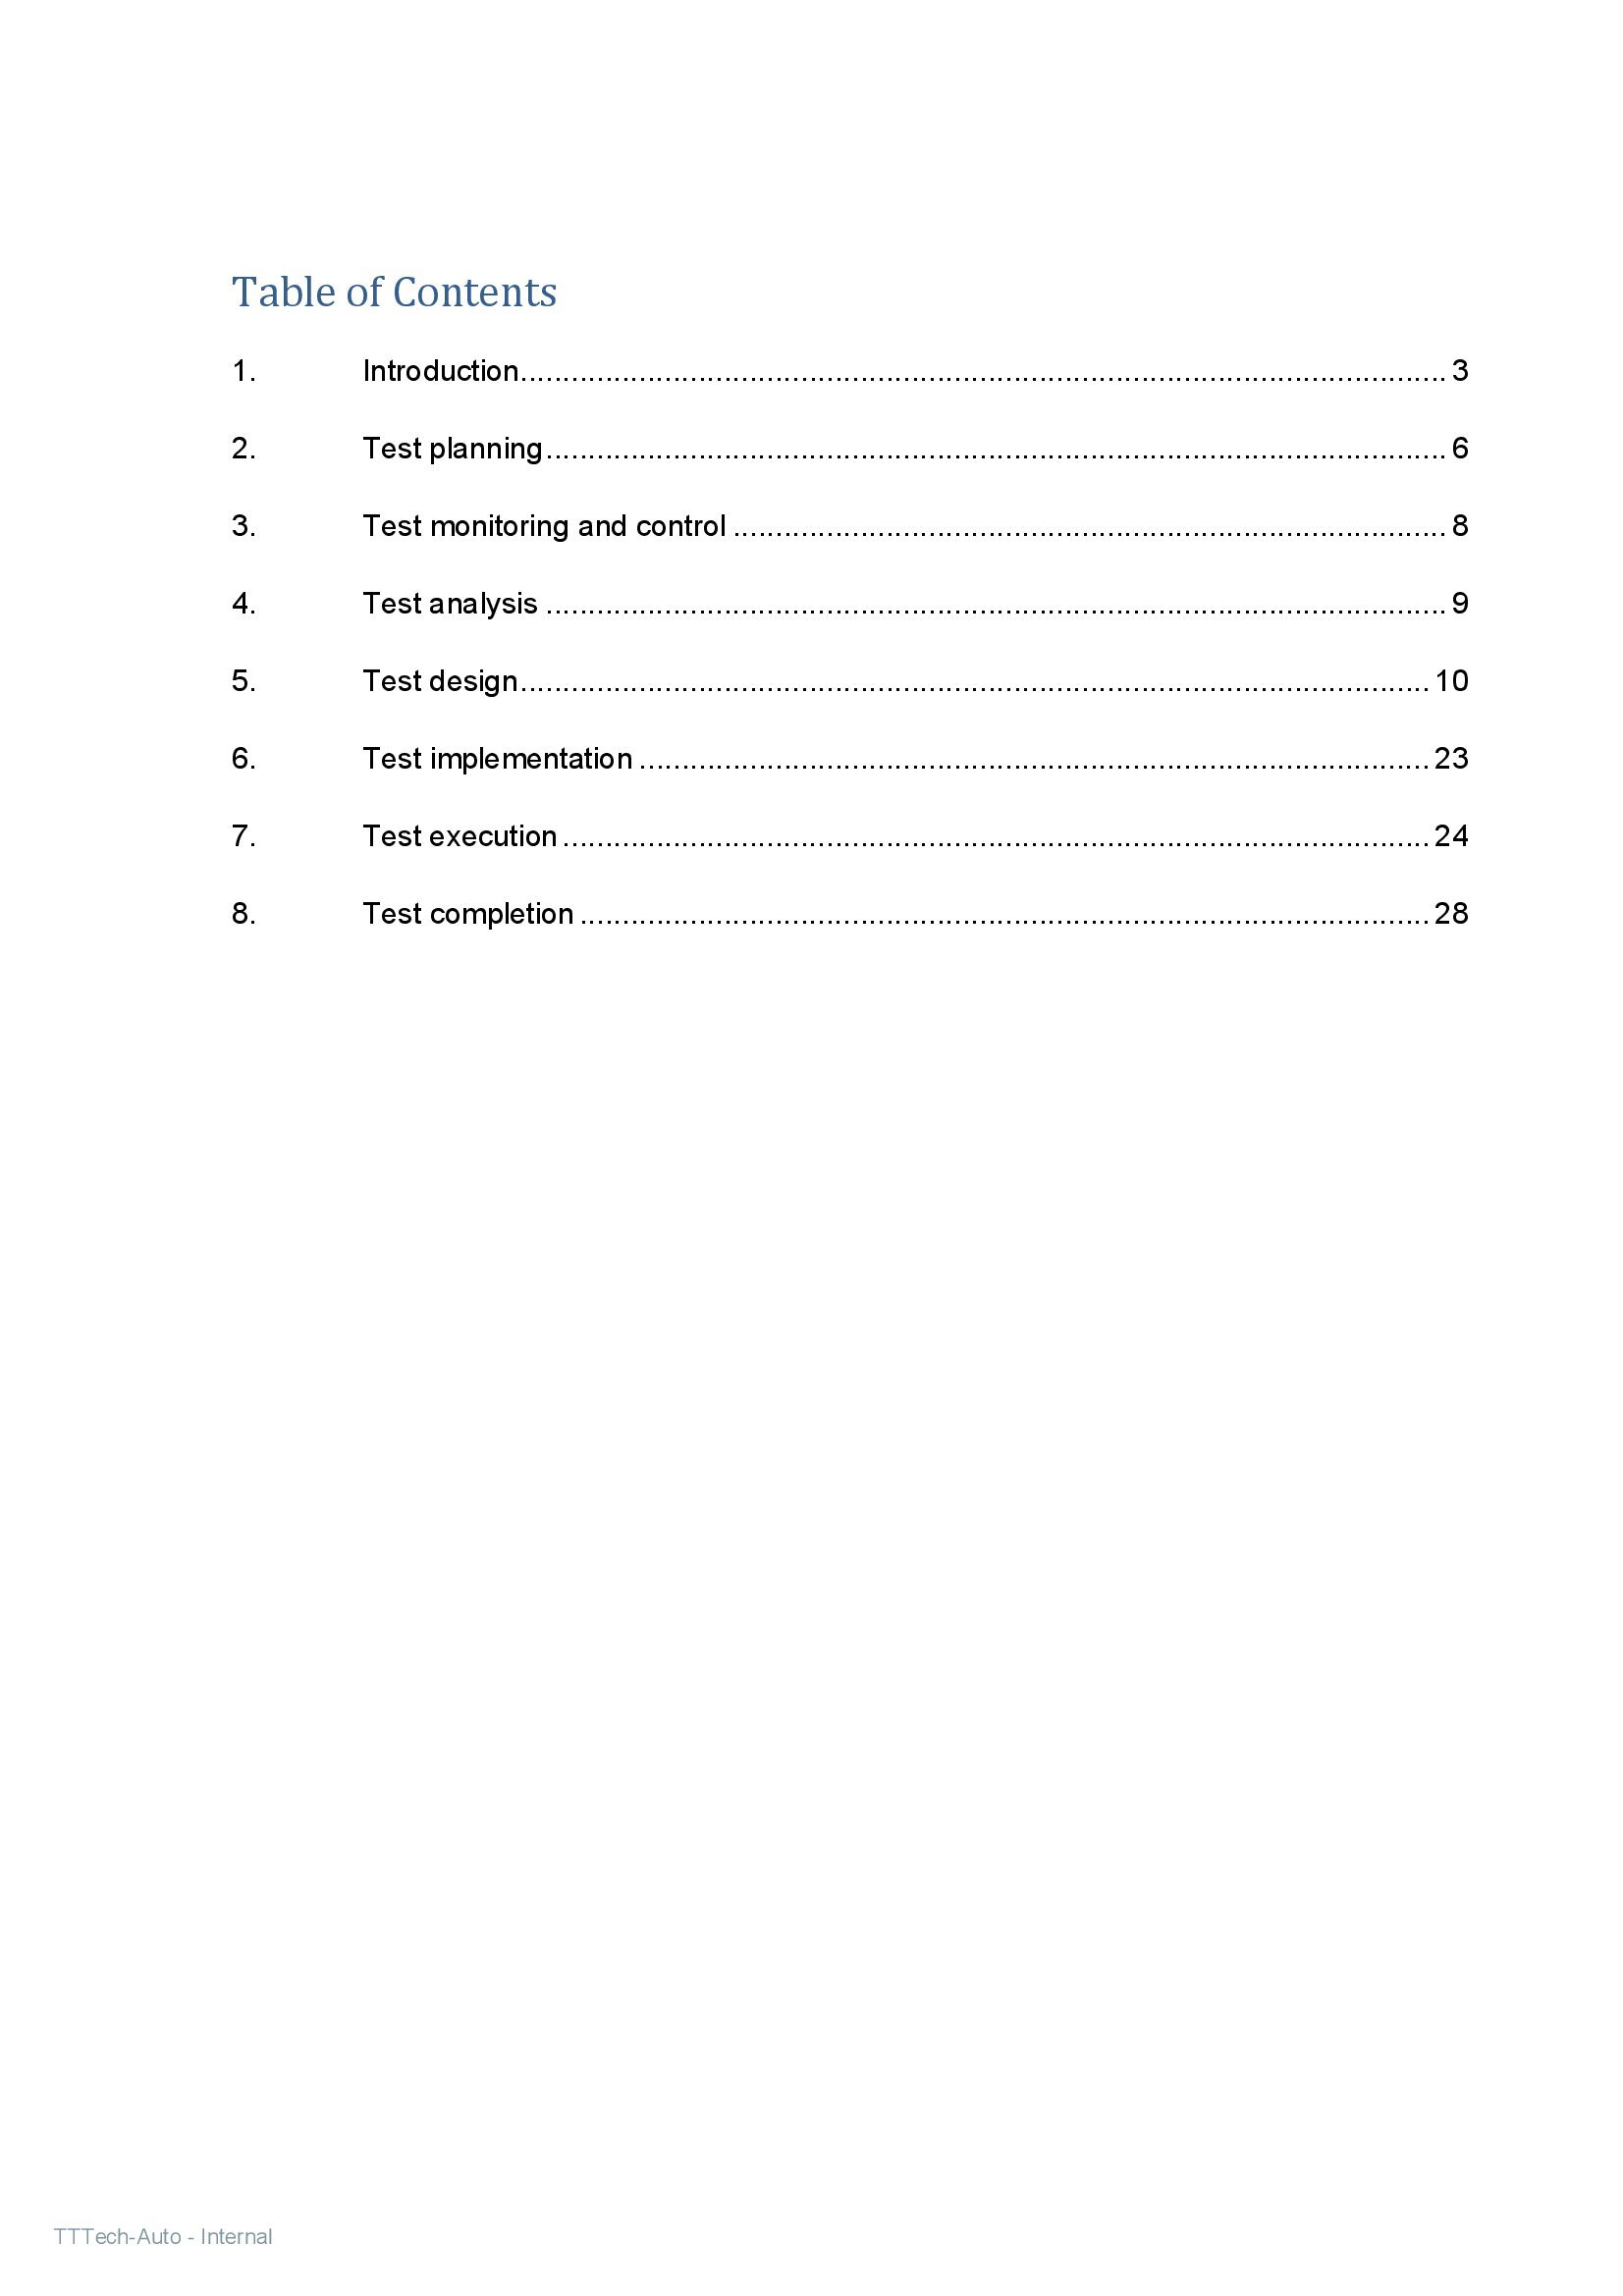 Table of Contents
1. Introduction........................................................................................................ 3
2. Test planning..................................................................................................... 6
3. Test monitoring and control ................................................................................ 8
4. Test analysis ..................................................................................................... 9
5. Test design...................................................................................................... 10
6. Test implementation ........................................................................................ 23
7. Test execution ................................................................................................. 24
8. Test completion ............................................................................................... 28
TTTech-Auto - Internal